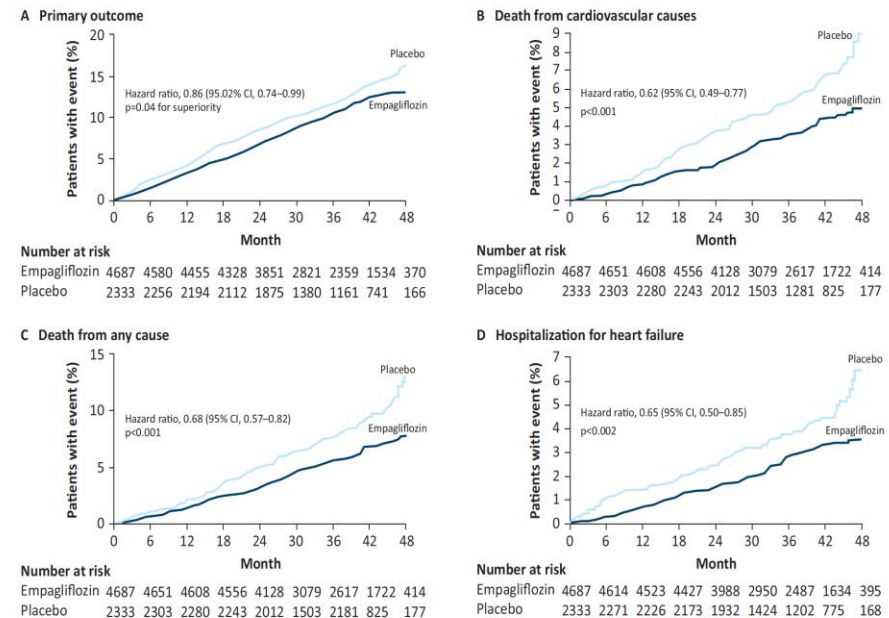 A Primary outcome
20
15
10
5
0
Patients with event (%)
Placebo
Hazard ratio, 0.86 (95.02% CI, 0.74–0.99)
p=0.04 for superiority
Empagliflozin
0 6 12 18 24 30 36 42 48
Month
Number at risk
Empagliflozin 4687 4580 4455 4328 3851 2821 2359 1534 370
Placebo 2333 2256 2194 2112 1875 1380 1161 741 166
B Death from cardiovascular causes
9
8
7
6
5
4
3
2
1
0
Patients with event (%)
Placebo
Hazard ratio, 0.62 (95% CI, 0.49–0.77)
p<0.001
Empagliflozin
0 6 12 18 24 30 36 42 48
Month
Number at risk
Empagliflozin 4687 4651 4608 4556 4128 3079 2617 1722 414
Placebo 2333 2303 2280 2243 2012 1503 1281 825 177
C Death from any cause
15
10
5
0
Patients with event (%)
Placebo
Hazard ratio, 0.68 (95% CI, 0.57–0.82)
p<0.001
Empagliflozin
0 6 12 18 24 30 36 42 48
Month
Number at risk
Empagliflozin 4687 4651 4608 4556 4128 3079 2617 1722 414
Placebo 2333 2303 2280 2243 2012 1503 2181 825 177
D Hospitalization for heart failure
7
6
5
4
3
2
1
0
Patients with event (%)
Placebo
Hazard ratio, 0.65 (95% CI, 0.50–0.85)
p<0.002
Empagliflozin
0 6 12 18 24 30 36 42 48
Month
Number at risk
Empagliflozin 4687 4614 4523 4427 3988 2950 2487 1634 395
Placebo 2333 2271 2226 2173 1932 1424 1202 775 168